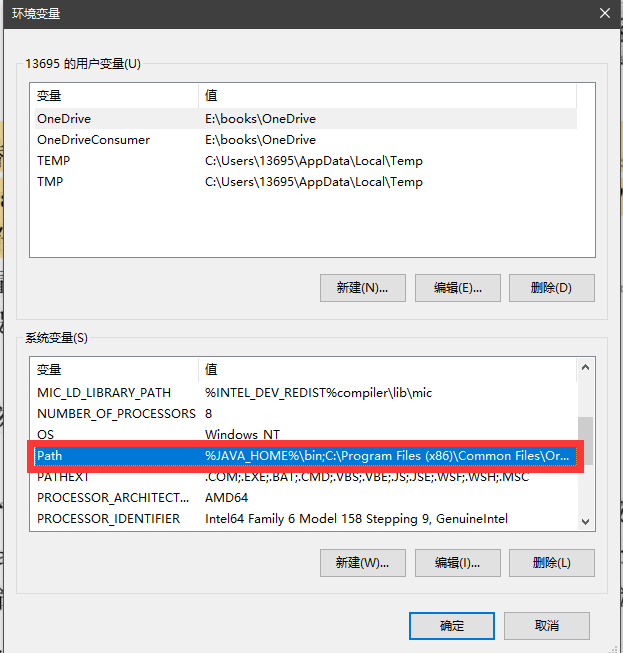 环境变量
13695 的用户变量(U)
变量 值
OneDrive E:\books\OneDrive
OneDriveConsumer E:\books\OneDrive
TEMP C:\Users\13695\AppData\Local\Temp
TMP C:\Users\13695\AppData\Local\Temp
新建(N)... 编辑(E)... 删除(D)
系统变量(S)
变量 值
MIC_LD_LIBRARY_PATH %INTEL_DEV_REDIST%compiler\lib\mic
NUMBER_OF_PROCESSORS 8
OS Windows_NT
Path %JAVA_HOME%\bin;C:\Program Files (x86)\Common Files\Or...
PATHEXT .COM;.EXE;.BAT;.CMD;.VBS;.VBE;.JS;.JSE;.WSF;.WSH;.MSC
PROCESSOR_ARCHITECT... AMD64
PROCESSOR_IDENTIFIER Intel64 Family 6 Model 158 Stepping 9, GenuineIntel
新建(W)... 编辑(I)... 删除(L)
确定 取消